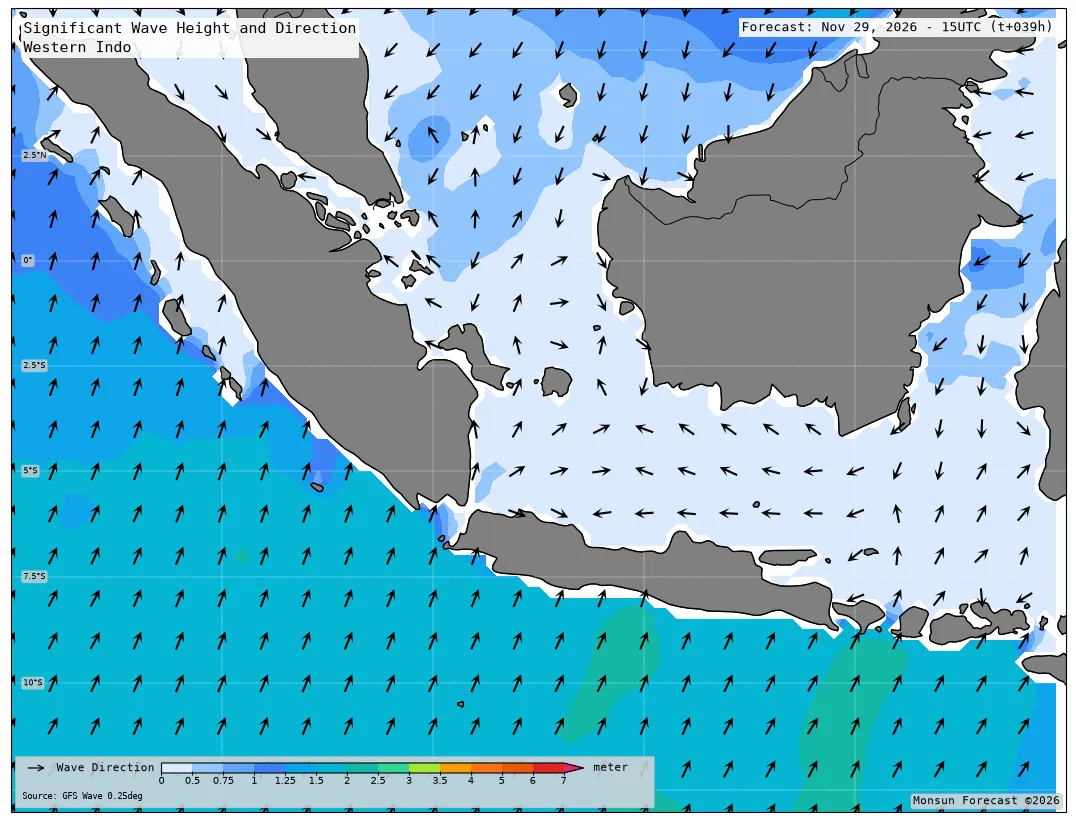 Significant Wave Height and Direction
Western Indo
Forecast: Nov 29, 2026 - 15UTC (t+039h)
2.5°N
0°
2.5°S
5°S
7.5°S
10°S
Wave Direction
meter
0 0.5 0.75 1 1.25 1.5 2 2.5 3 3.5 4 5 6 7
Source: GFS Wave 0.25deg
Monsun Forecast ©2026